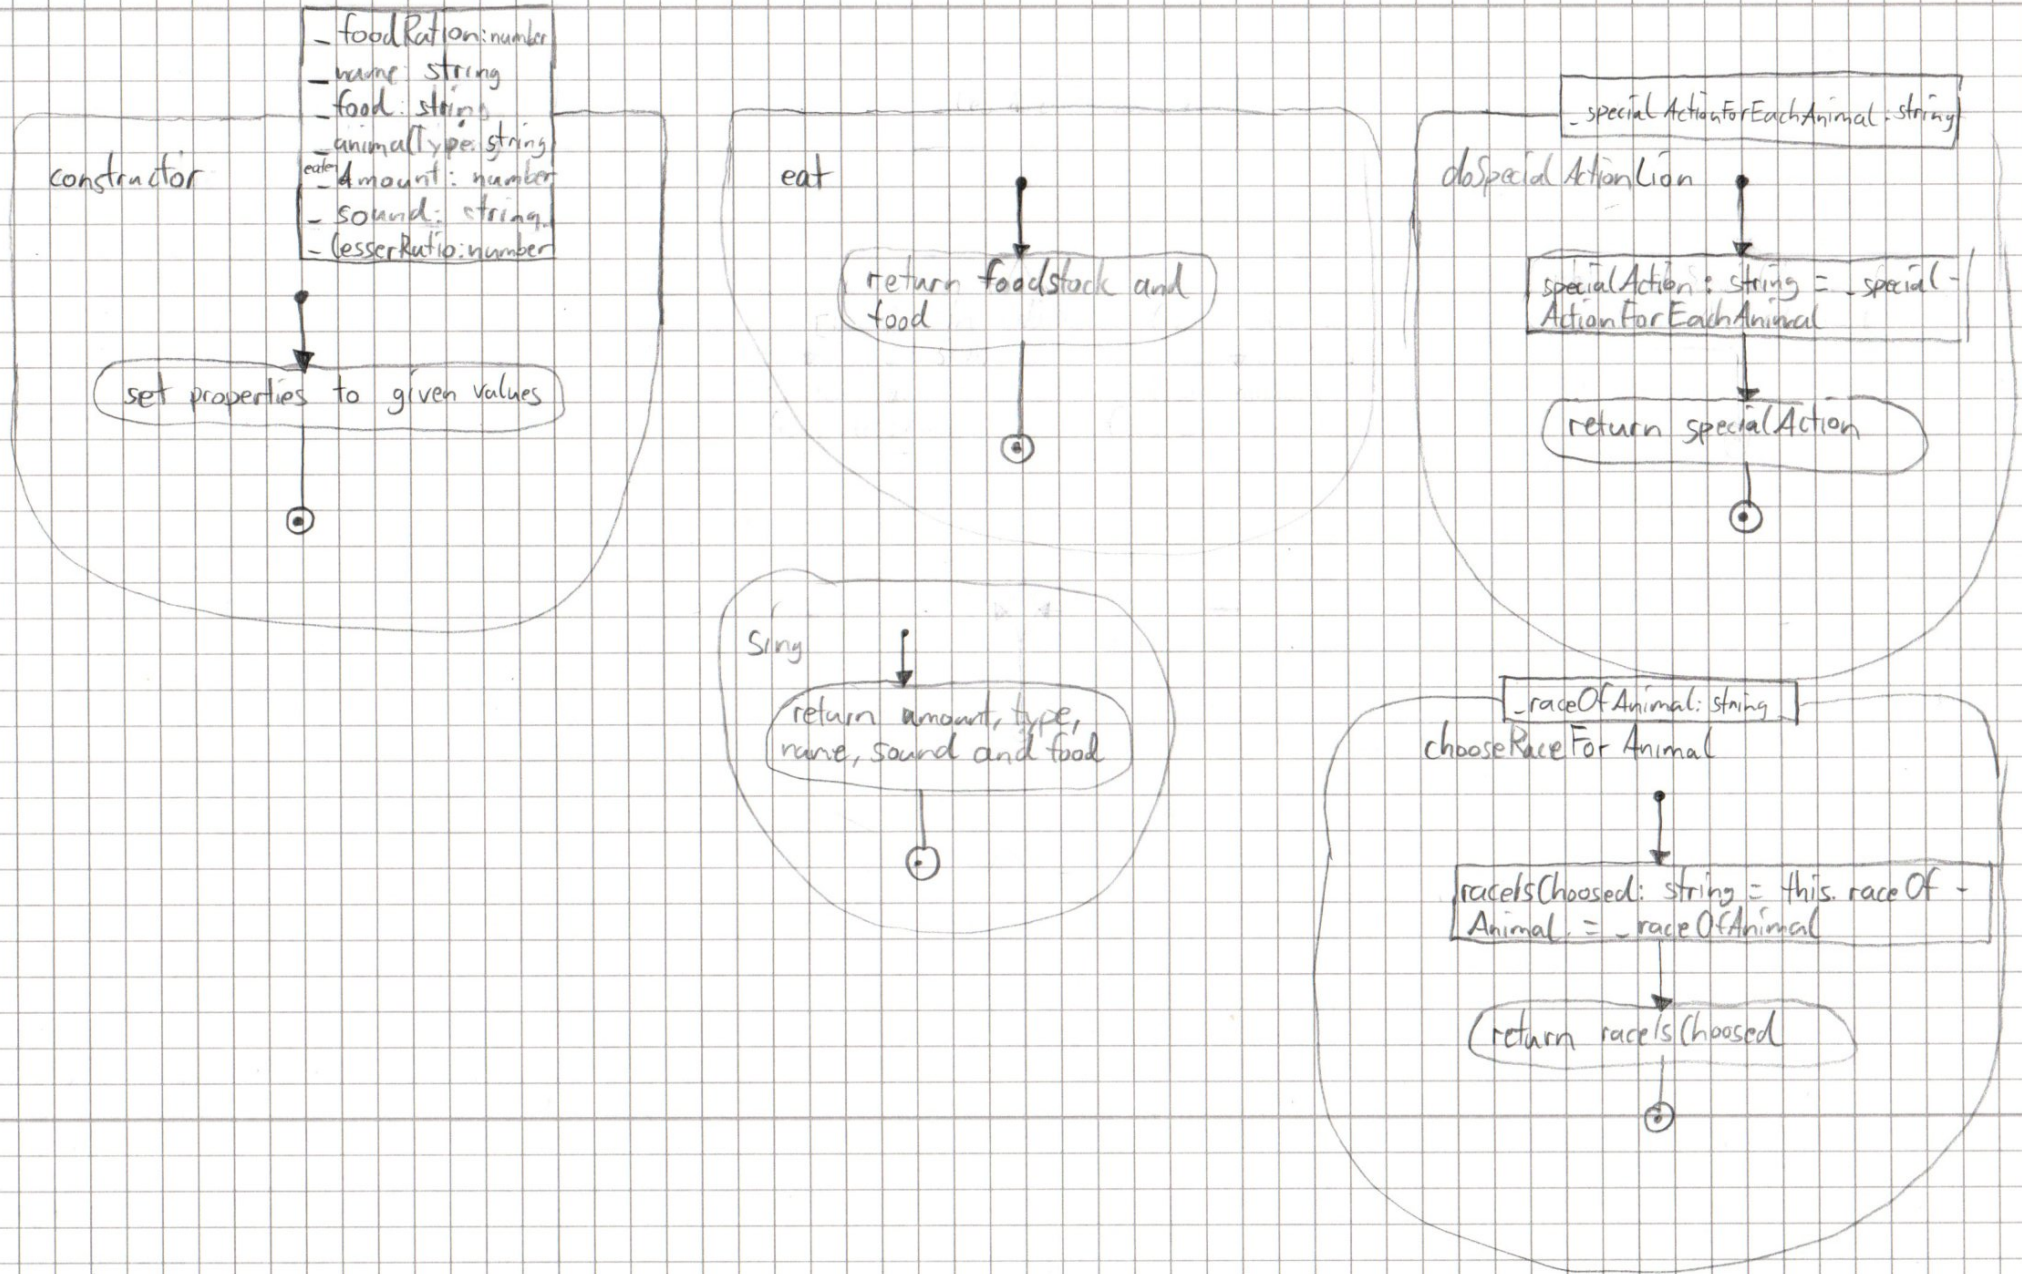 _foodRation:number
_name: string
_food: string
_animalType: string
eaten
_Amount: number
_sound: string
_lesserRatio:number
constructor
set properties to given values
eat
return foodstock and
food
_specialActionForEachAnimal: string
doSpecialActionLion
specialAction: string = _special-
ActionForEachAnimal
return specialAction
Sing
return amount, type,
name, sound and food
_raceOfAnimal: string
chooseRaceForAnimal
raceIsChoosed: string = this.raceOf-
Animal = _raceOfAnimal
return raceIsChoosed